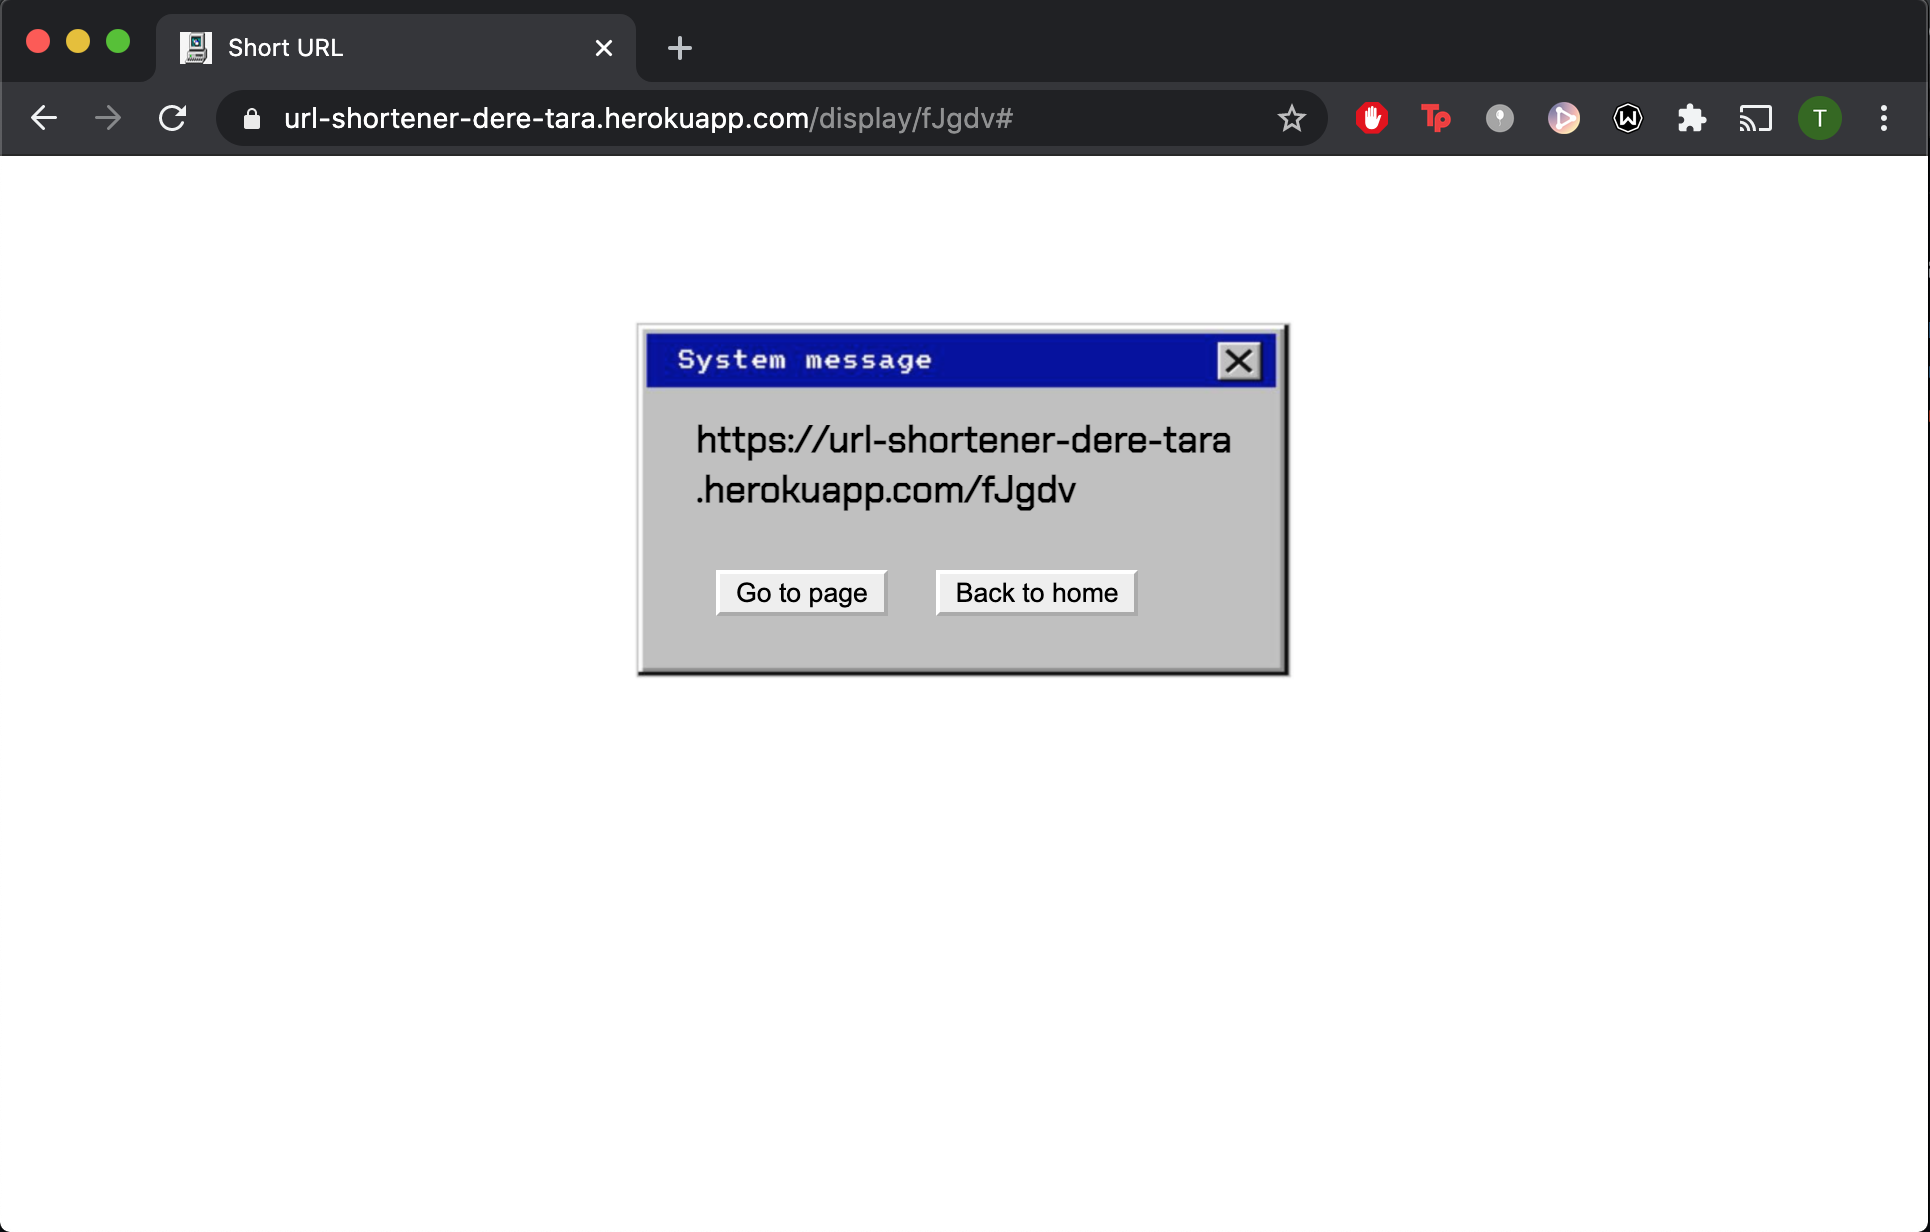 Short URL
url-shortener-dere-tara.herokuapp.com/display/fJgdv#
Tp
W
T
System message
https://url-shortener-dere-tara
.herokuapp.com/fJgdv
Go to page
Back to home